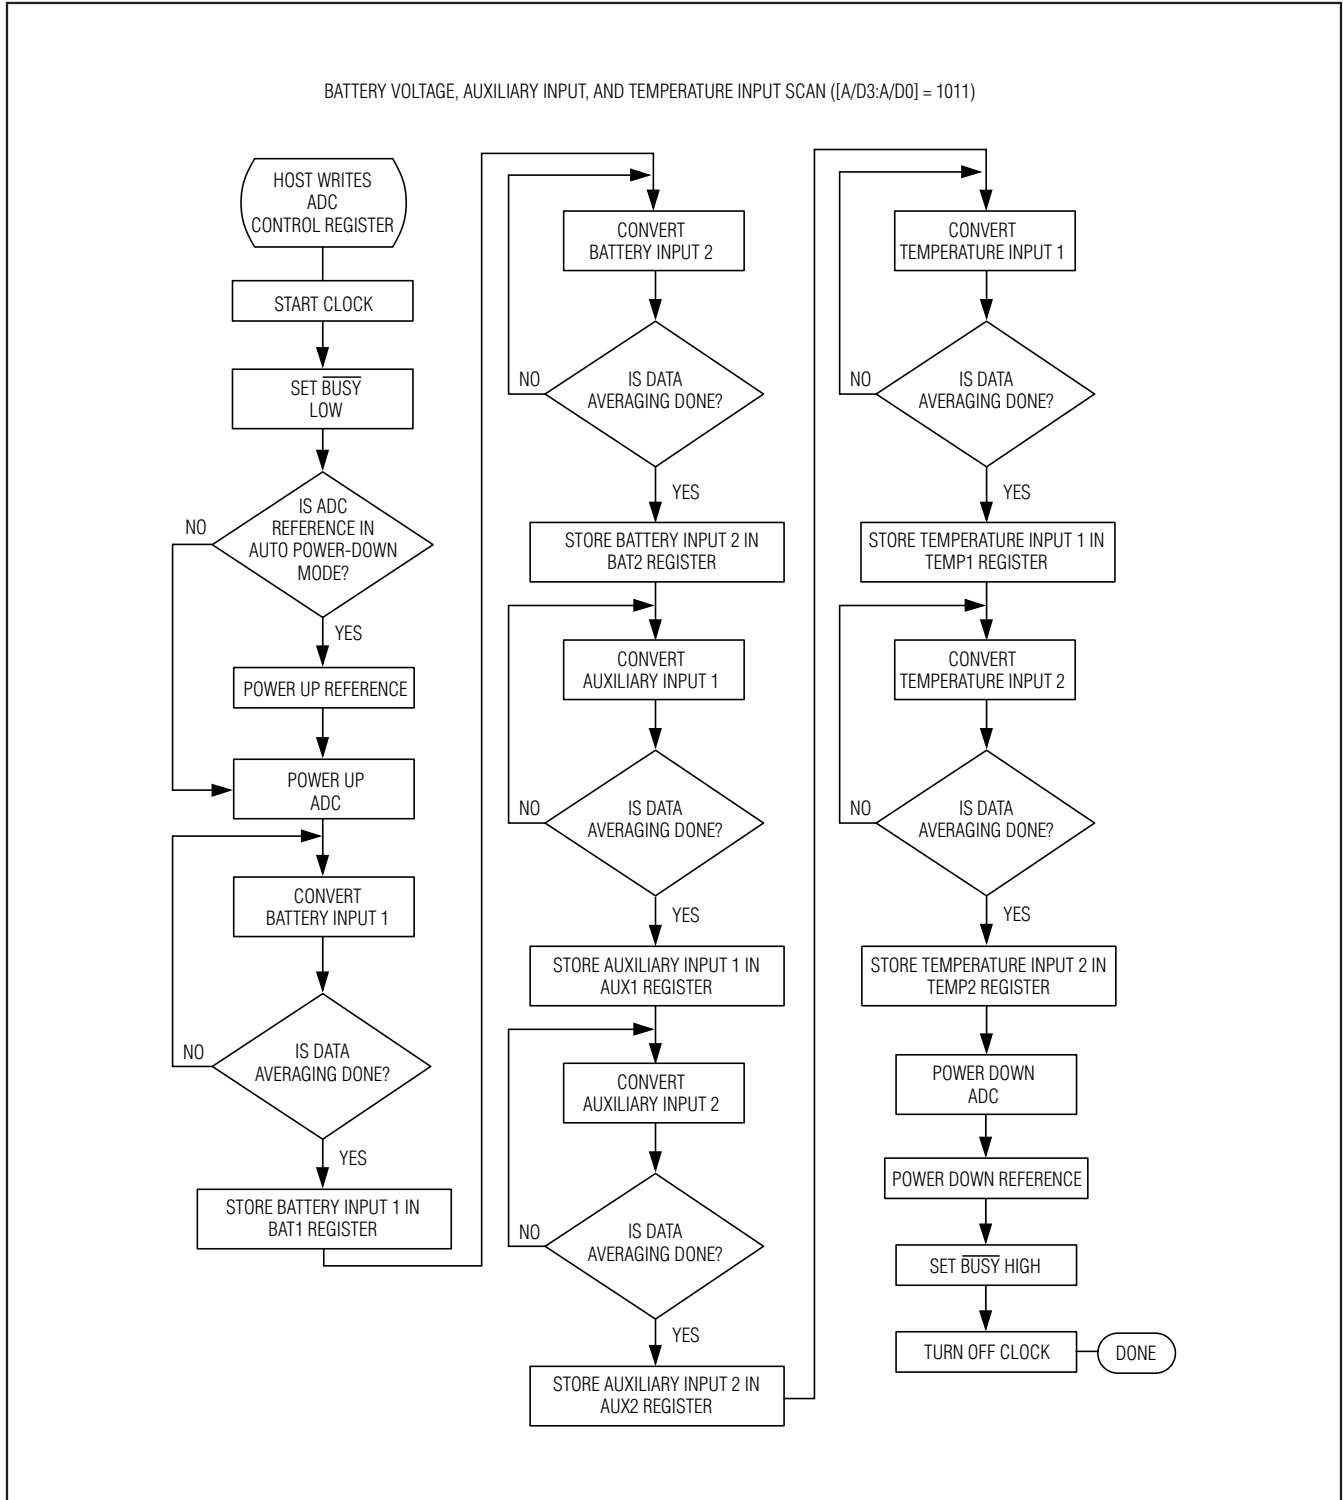 BATTERY VOLTAGE, AUXILIARY INPUT, AND TEMPERATURE INPUT SCAN ([A/D3:A/D0] = 1011)
HOST WRITES
ADC
CONTROL REGISTER
START CLOCK
SET BUSY
LOW
IS ADC
REFERENCE IN
AUTO POWER-DOWN
MODE?
NO
YES
POWER UP REFERENCE
POWER UP
ADC
CONVERT
BATTERY INPUT 1
IS DATA
AVERAGING DONE?
NO
YES
STORE BATTERY INPUT 1 IN
BAT1 REGISTER
CONVERT
BATTERY INPUT 2
IS DATA
AVERAGING DONE?
NO
YES
STORE BATTERY INPUT 2 IN
BAT2 REGISTER
CONVERT
AUXILIARY INPUT 1
IS DATA
AVERAGING DONE?
NO
YES
STORE AUXILIARY INPUT 1 IN
AUX1 REGISTER
CONVERT
AUXILIARY INPUT 2
IS DATA
AVERAGING DONE?
NO
YES
STORE AUXILIARY INPUT 2 IN
AUX2 REGISTER
CONVERT
TEMPERATURE INPUT 1
IS DATA
AVERAGING DONE?
NO
YES
STORE TEMPERATURE INPUT 1 IN
TEMP1 REGISTER
CONVERT
TEMPERATURE INPUT 2
IS DATA
AVERAGING DONE?
NO
YES
STORE TEMPERATURE INPUT 2 IN
TEMP2 REGISTER
POWER DOWN
ADC
POWER DOWN REFERENCE
SET BUSY HIGH
TURN OFF CLOCK
DONE